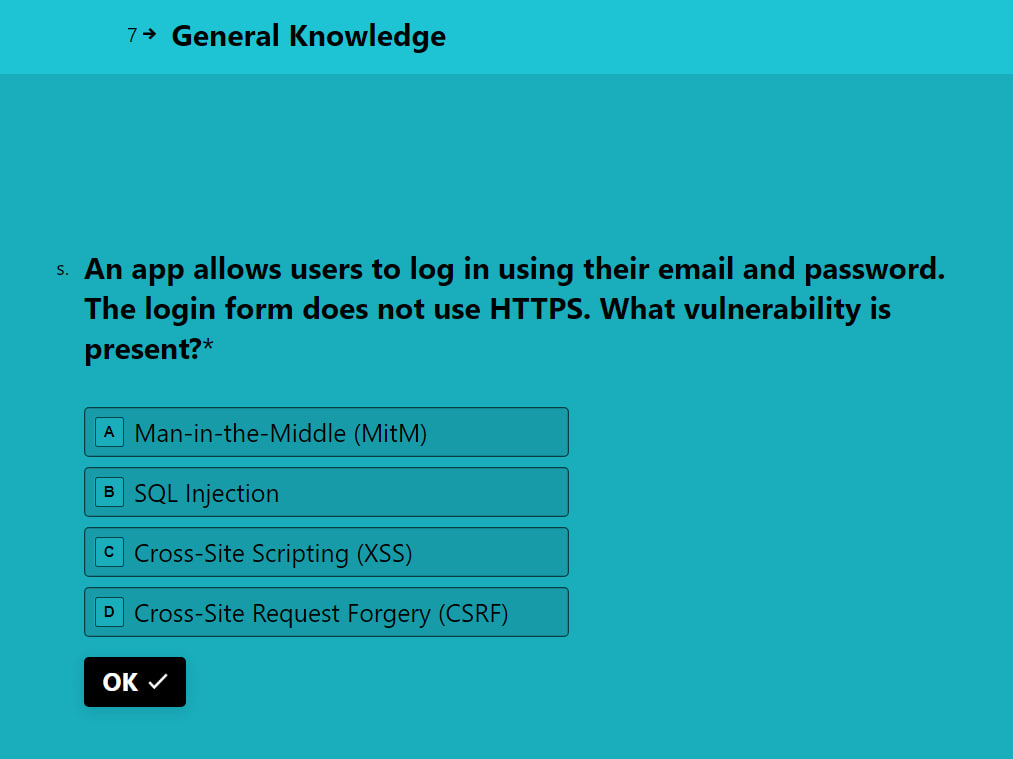 7 → General Knowledge
s. An app allows users to log in using their email and password.
The login form does not use HTTPS. What vulnerability is
present?*
A Man-in-the-Middle (MitM)
B SQL Injection
C Cross-Site Scripting (XSS)
D Cross-Site Request Forgery (CSRF)
OK ✓